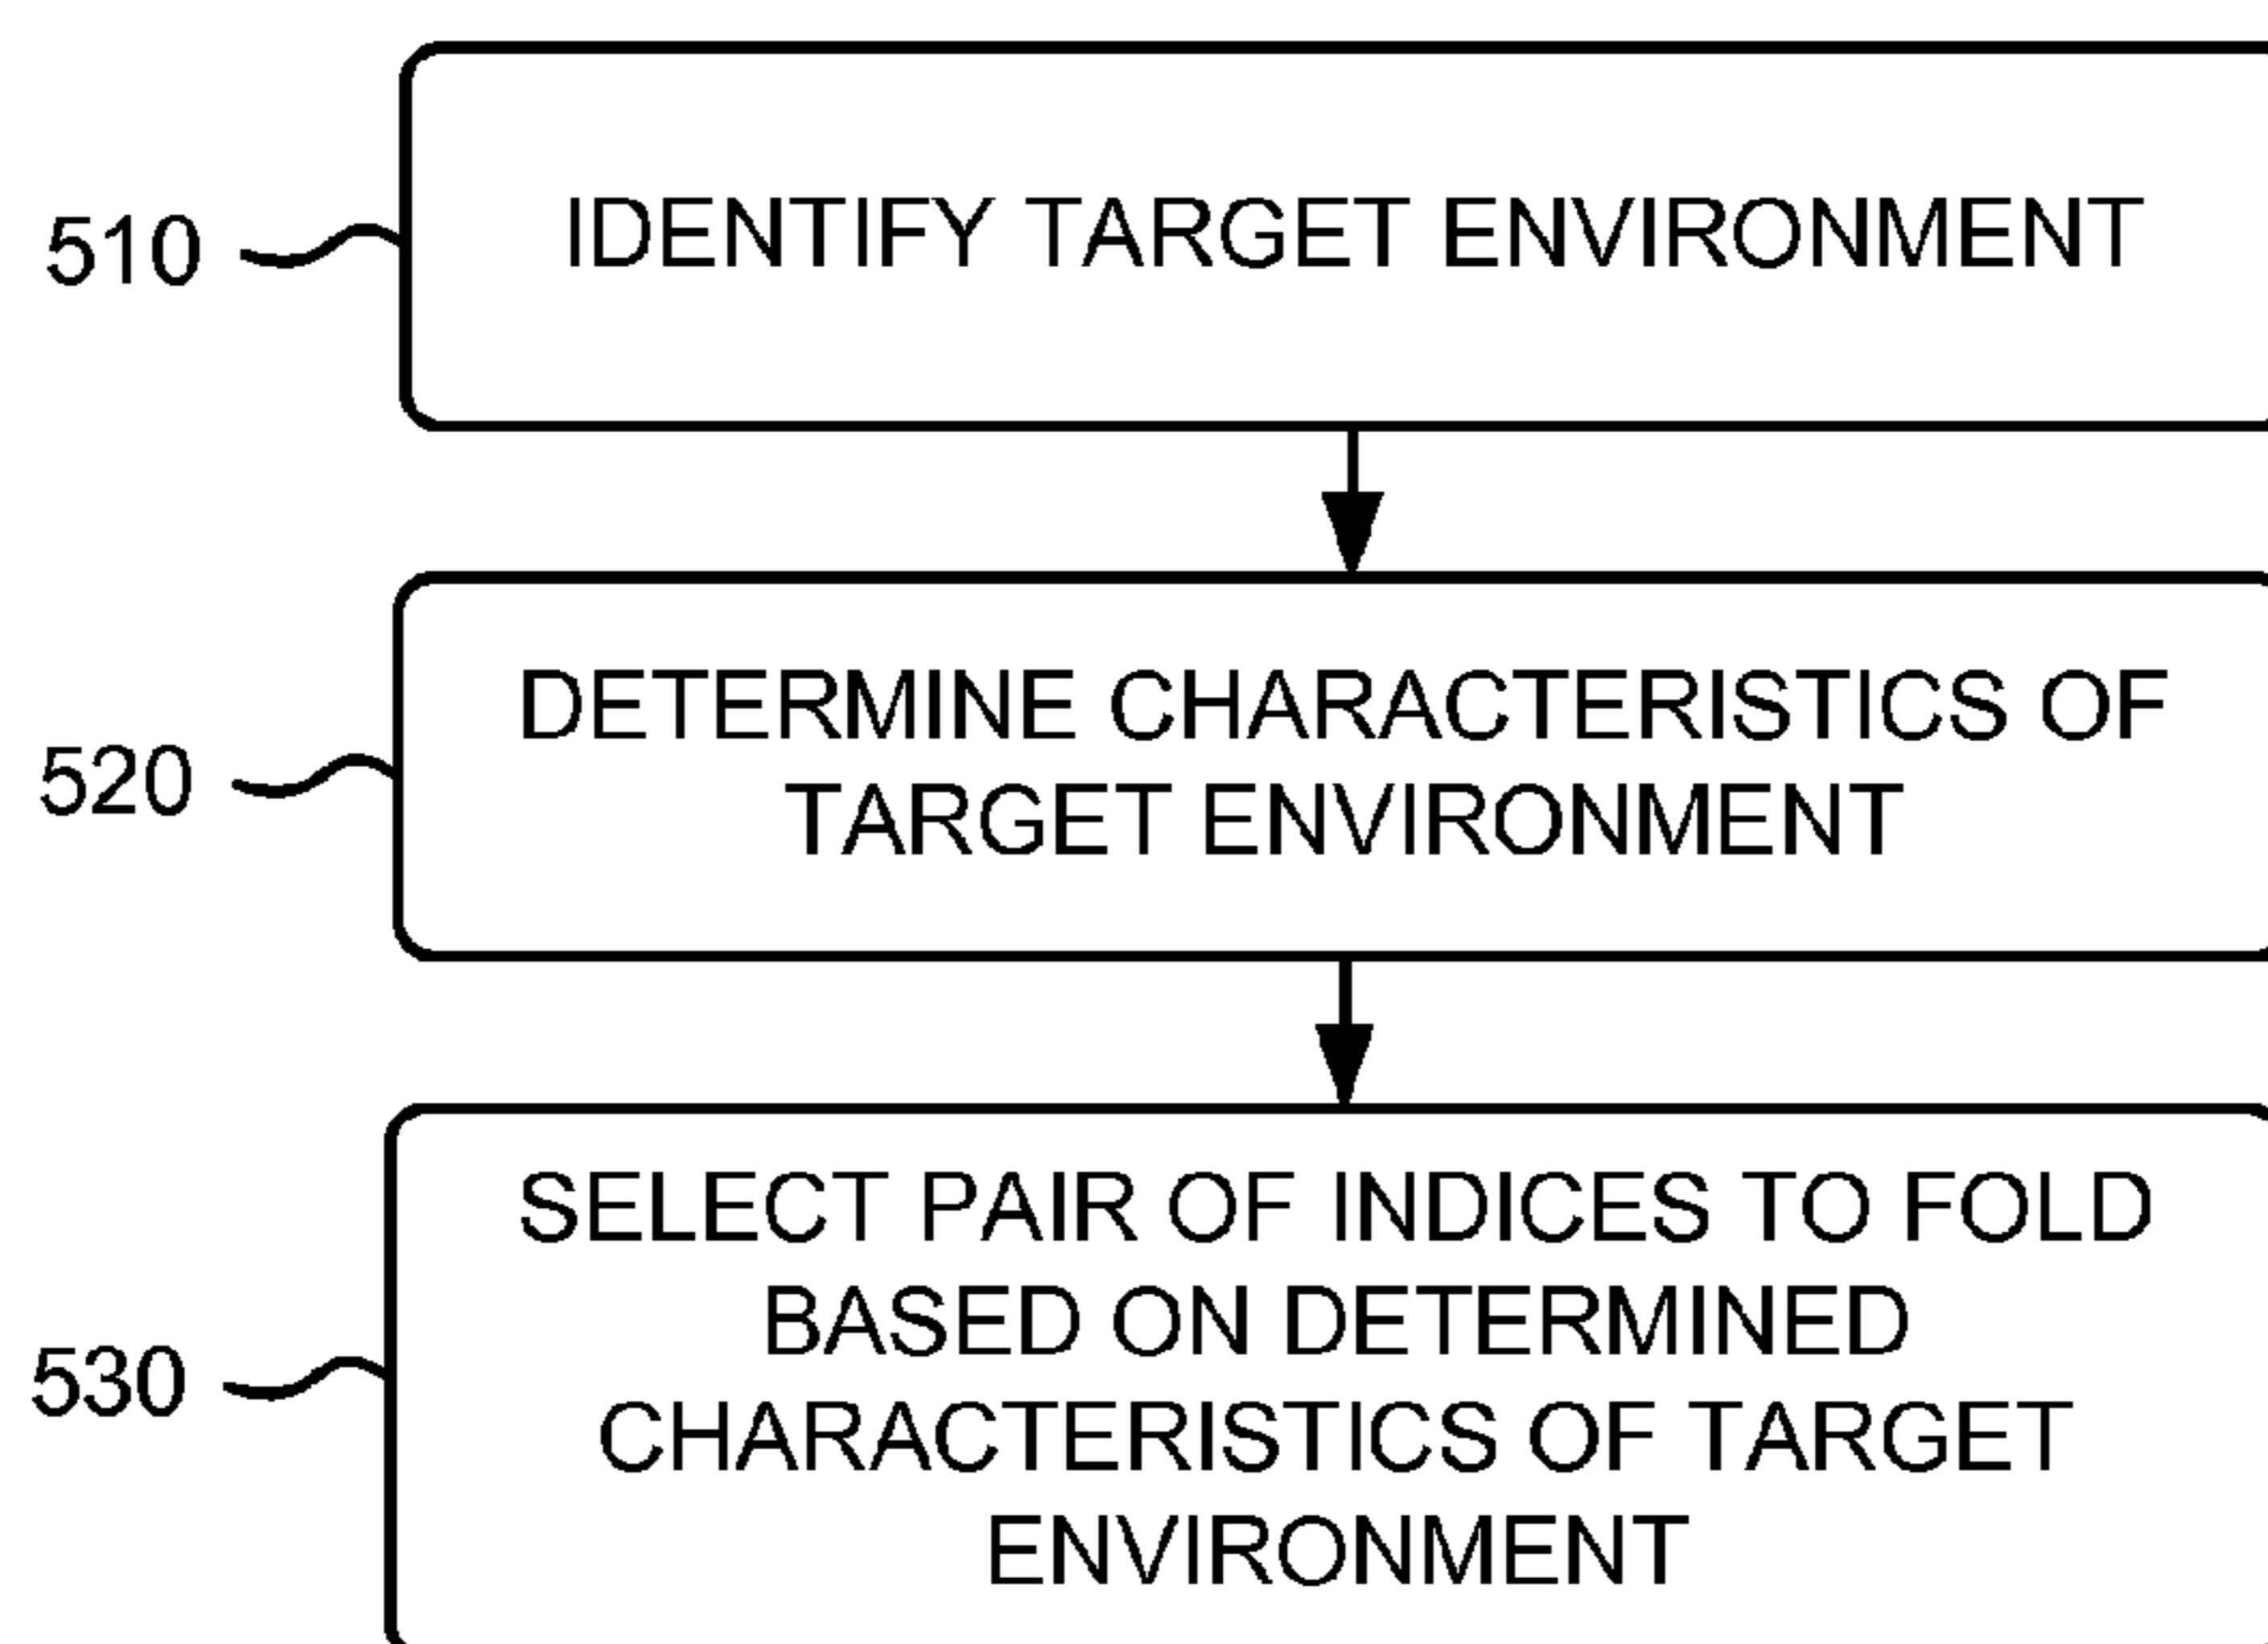 510
IDENTIFY TARGET ENVIRONMENT
520
DETERMINE CHARACTERISTICS OF
TARGET ENVIRONMENT
530
SELECT PAIR OF INDICES TO FOLD
BASED ON DETERMINED
CHARACTERISTICS OF TARGET
ENVIRONMENT